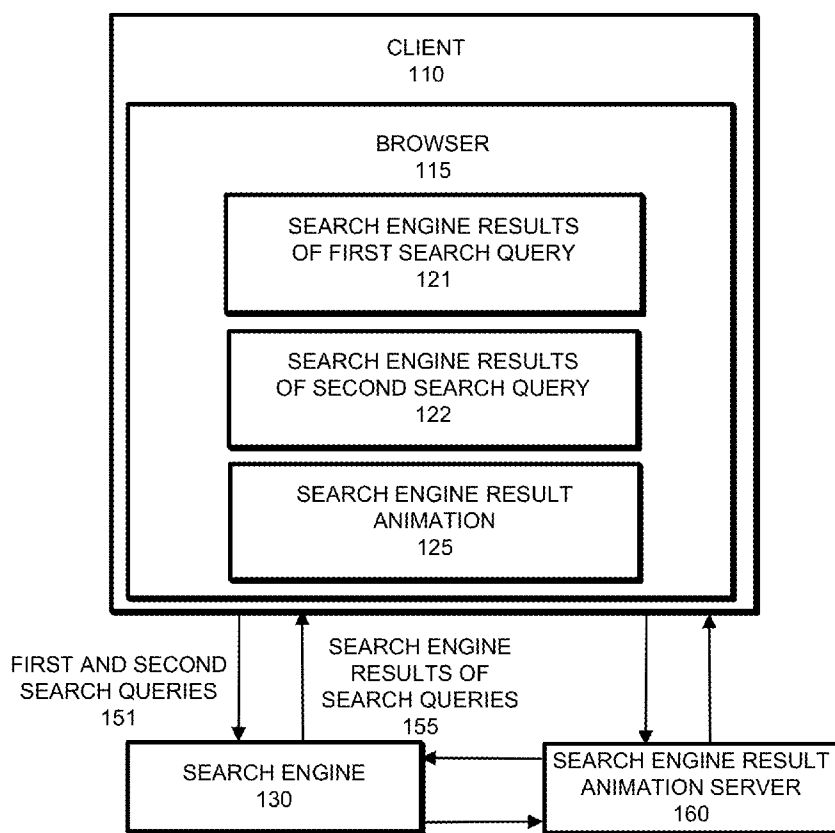 CLIENT
110
BROWSER
115
SEARCH ENGINE RESULTS
OF FIRST SEARCH QUERY
121
SEARCH ENGINE RESULTS
OF SECOND SEARCH QUERY
122
SEARCH ENGINE RESULT
ANIMATION
125
FIRST AND SECOND
SEARCH QUERIES
151
SEARCH ENGINE
RESULTS OF
SEARCH QUERIES
155
SEARCH ENGINE
130
SEARCH ENGINE RESULT
ANIMATION SERVER
160